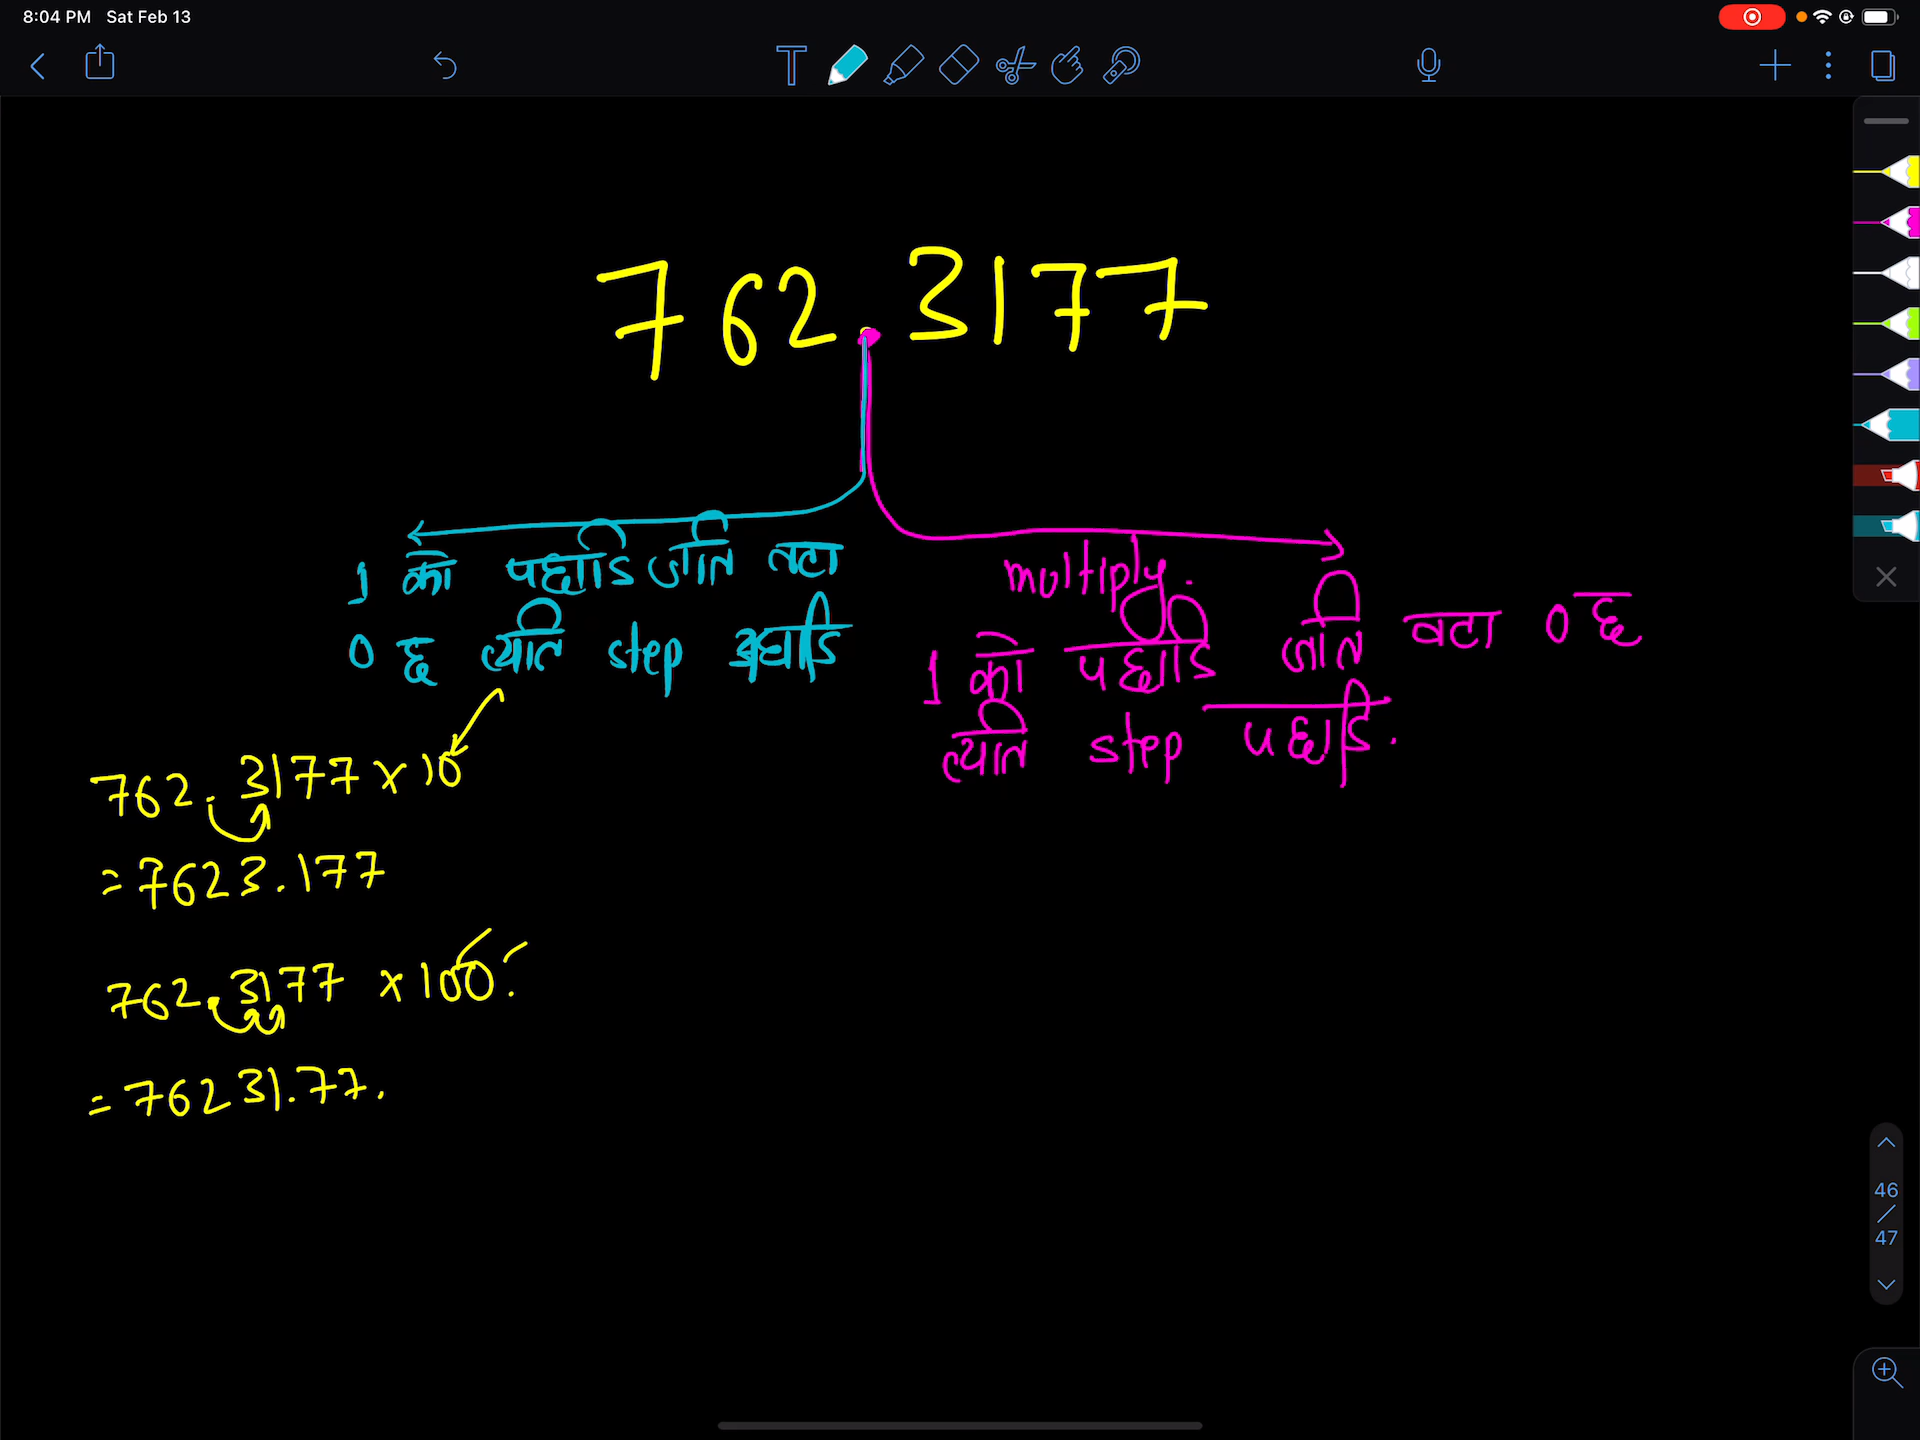 8:04 PM Sat Feb 13
762.3177
1 को पछाडि जति वटा
0 छ त्यति step अघाडि
multiply.
1 को पछाडि जति वटा 0 छ
त्यति step पछाडि.
762.3177 × 10
= 7623.177
762.3177 × 100
= 76231.77.
46
/
47